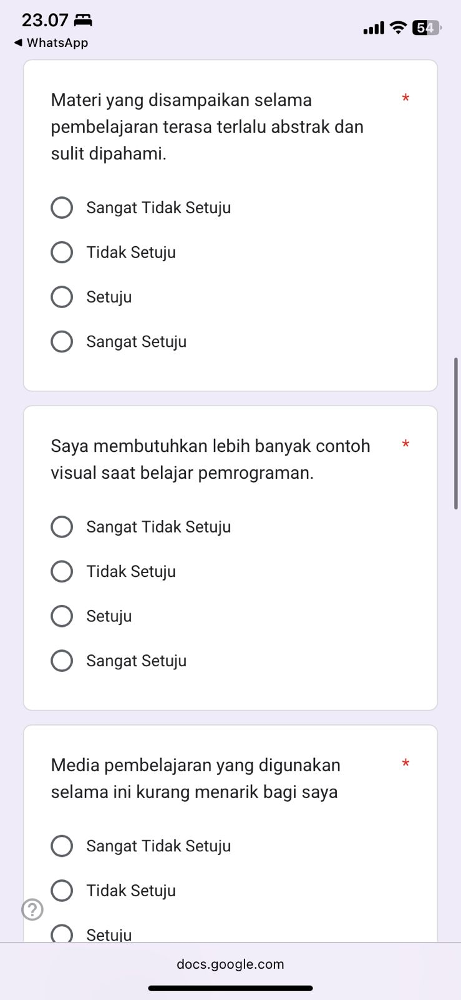 23.07
54
◀ WhatsApp
Materi yang disampaikan selama *
pembelajaran terasa terlalu abstrak dan
sulit dipahami.
Sangat Tidak Setuju
Tidak Setuju
Setuju
Sangat Setuju
Saya membutuhkan lebih banyak contoh *
visual saat belajar pemrograman.
Sangat Tidak Setuju
Tidak Setuju
Setuju
Sangat Setuju
Media pembelajaran yang digunakan *
selama ini kurang menarik bagi saya
Sangat Tidak Setuju
Tidak Setuju
?
Setuju
docs.google.com